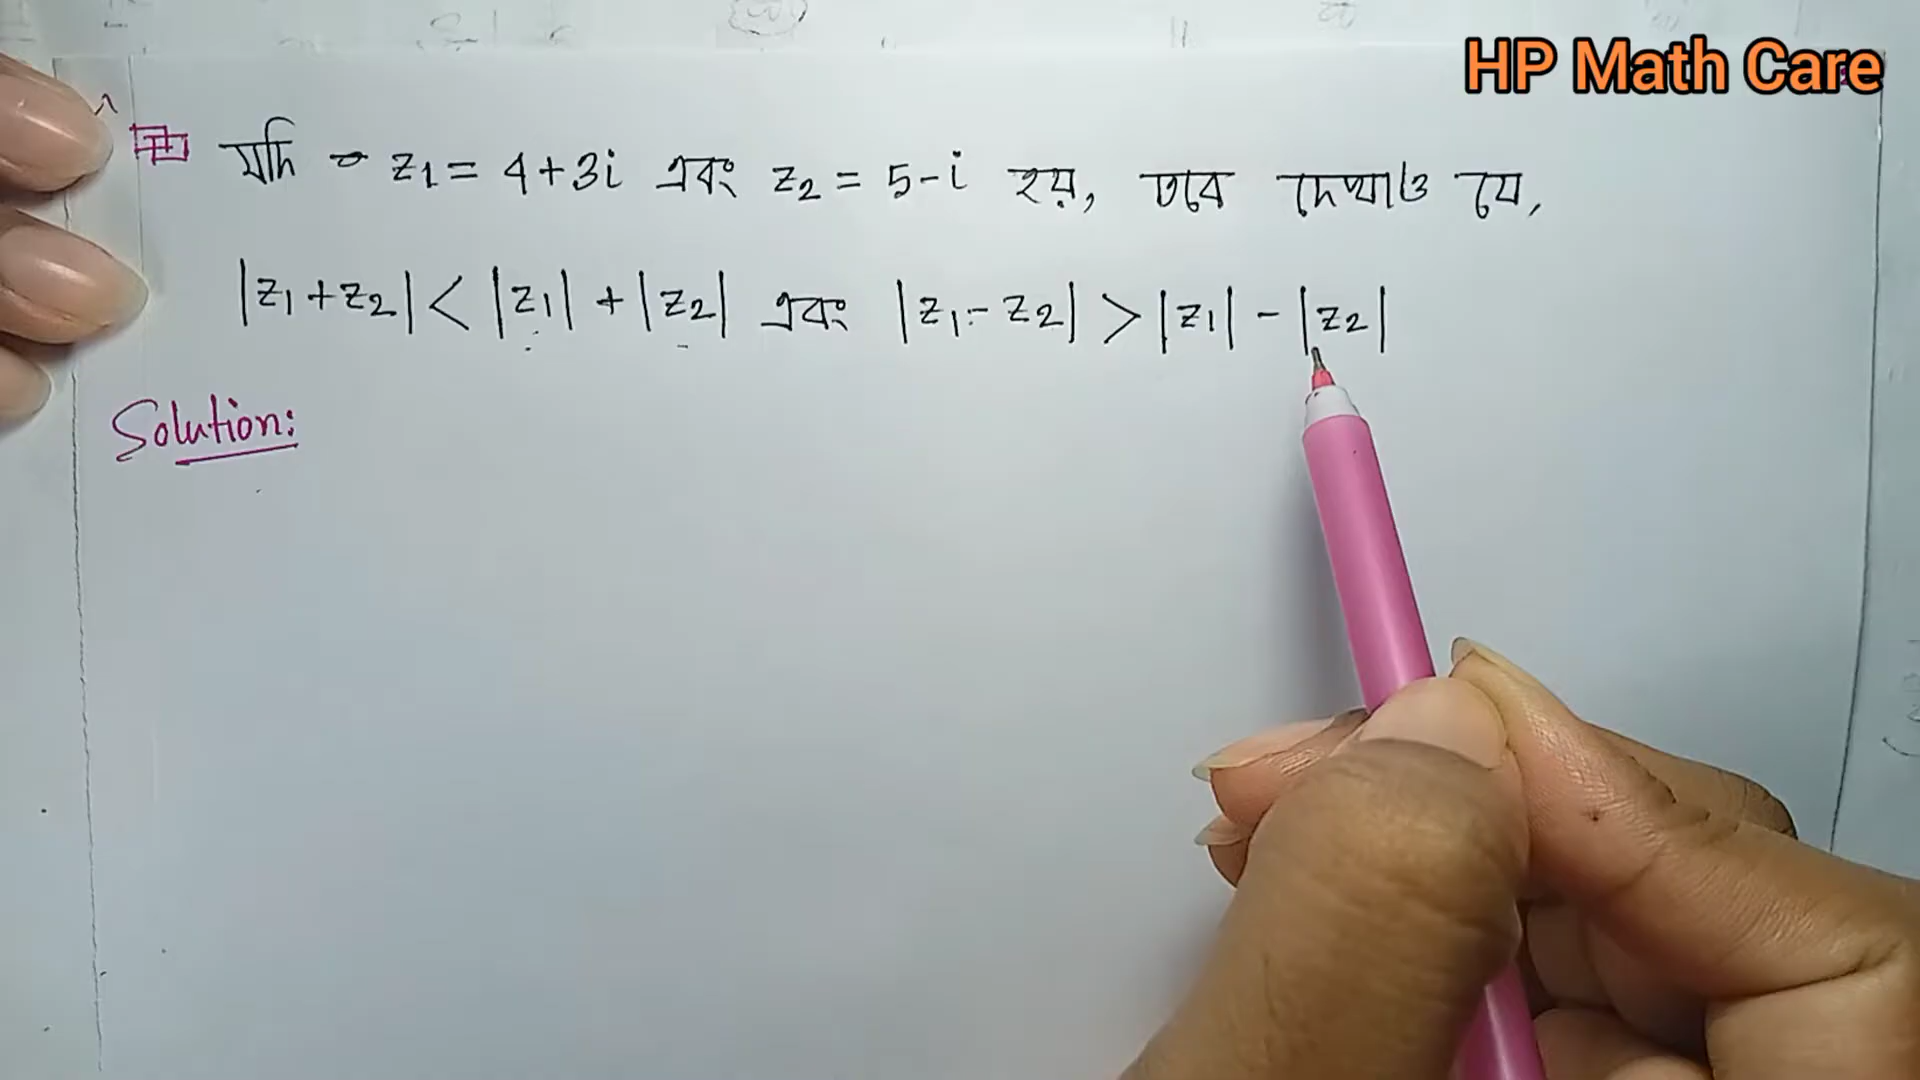 HP Math Care
যদি z1 = 4+3i এবং z2 = 5-i হয়, তবে দেখাও যে,
|z1+z2| < |z1| + |z2| এবং |z1-z2| > |z1| - |z2|
Solution: